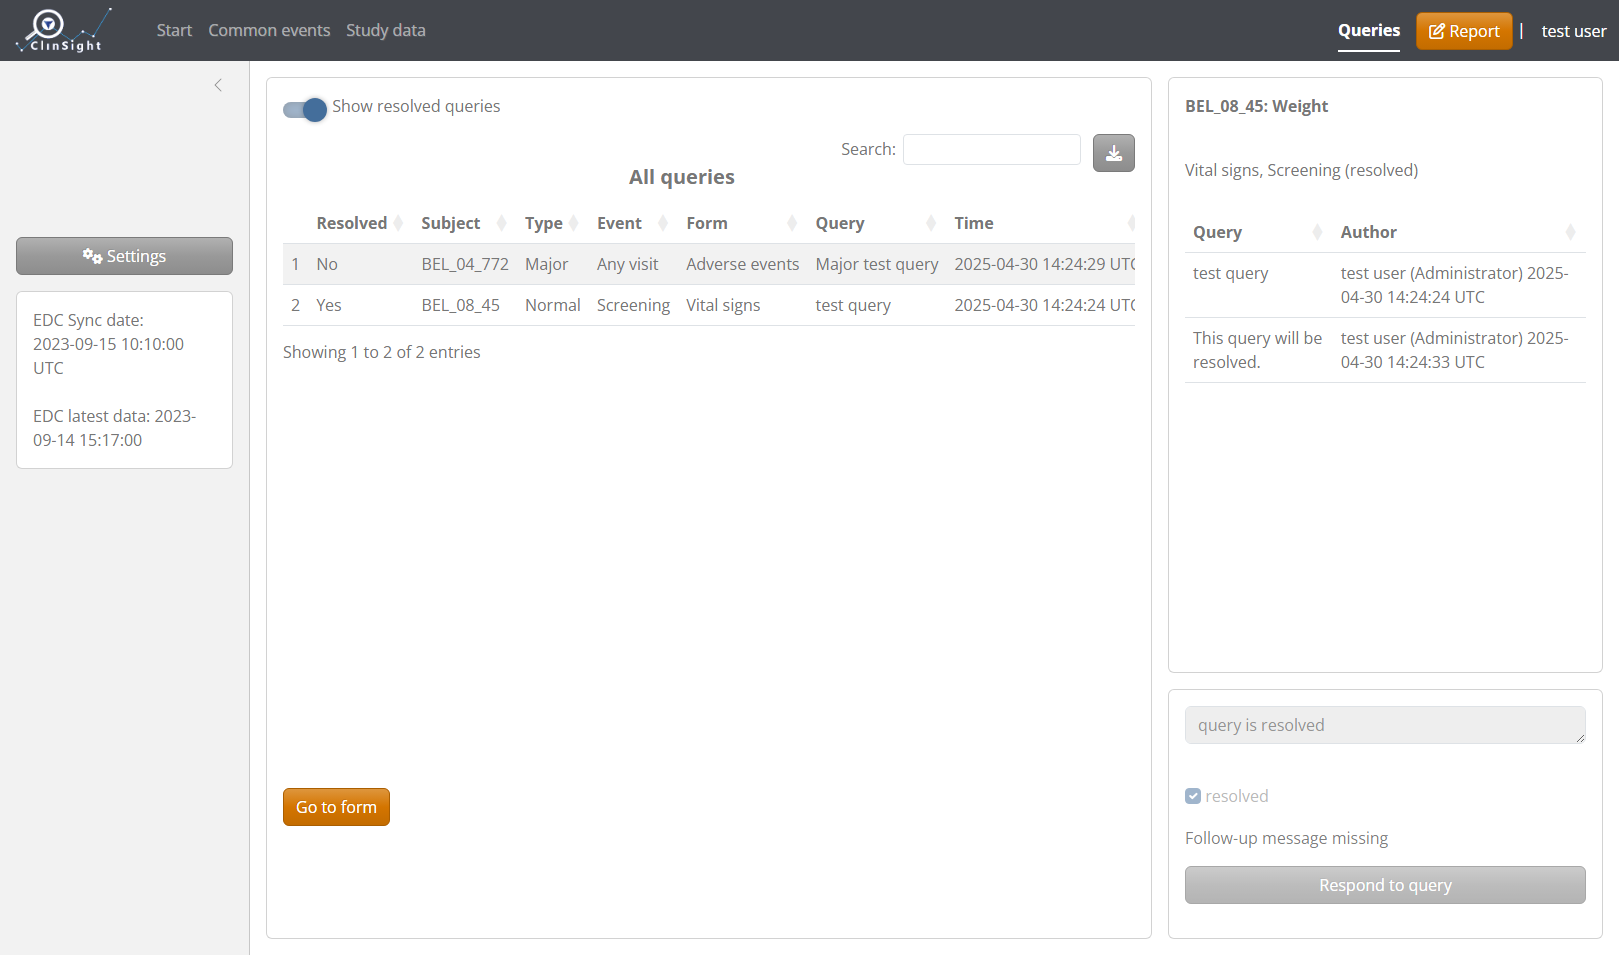 ClinSight
Start Common events Study data
Queries Report | test user
Settings
EDC Sync date:
2023-09-15 10:10:00
UTC
EDC latest data: 2023-
09-14 15:17:00
Show resolved queries
Search:
All queries
Resolved Subject Type Event Form Query Time
1 No BEL_04_772 Major Any visit Adverse events Major test query 2025-04-30 14:24:29 UTC
2 Yes BEL_08_45 Normal Screening Vital signs test query 2025-04-30 14:24:24 UTC
Showing 1 to 2 of 2 entries
Go to form
BEL_08_45: Weight
Vital signs, Screening (resolved)
Query Author
test query test user (Administrator) 2025-
04-30 14:24:24 UTC
This query will be test user (Administrator) 2025-
resolved. 04-30 14:24:33 UTC
query is resolved
resolved
Follow-up message missing
Respond to query